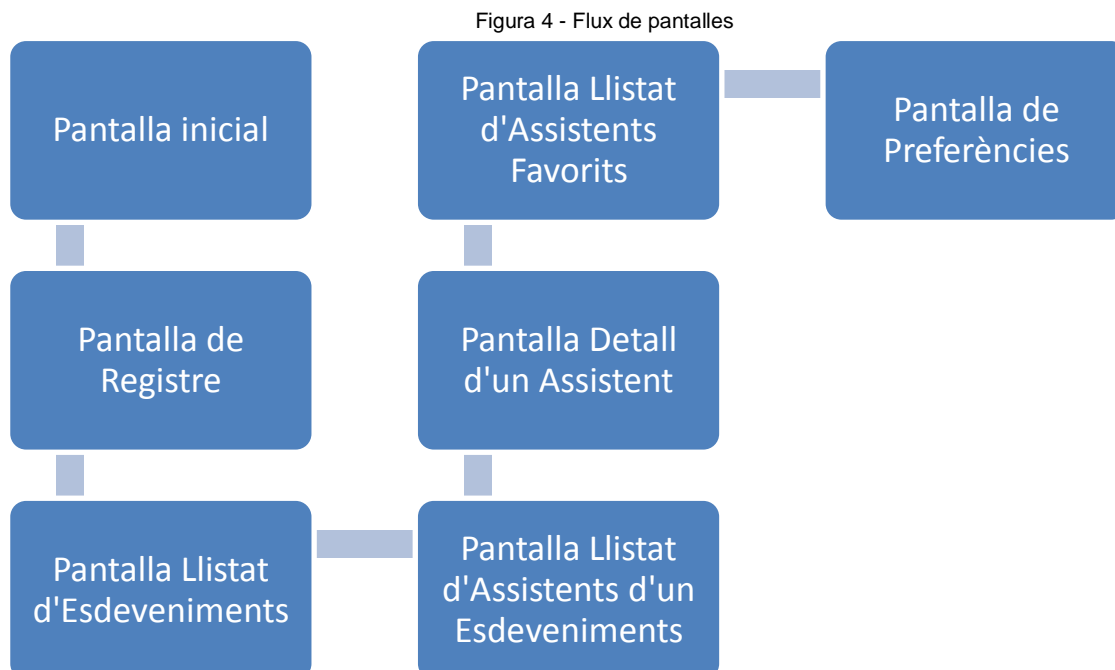 Figura 4 - Flux de pantalles
Pantalla inicial
Pantalla de
Registre
Pantalla Llistat
d'Esdeveniments
Pantalla Llistat
d'Assistents d'un
Esdeveniments
Pantalla Detall
d'un Assistent
Pantalla Llistat
d'Assistents
Favorits
Pantalla de
Preferències